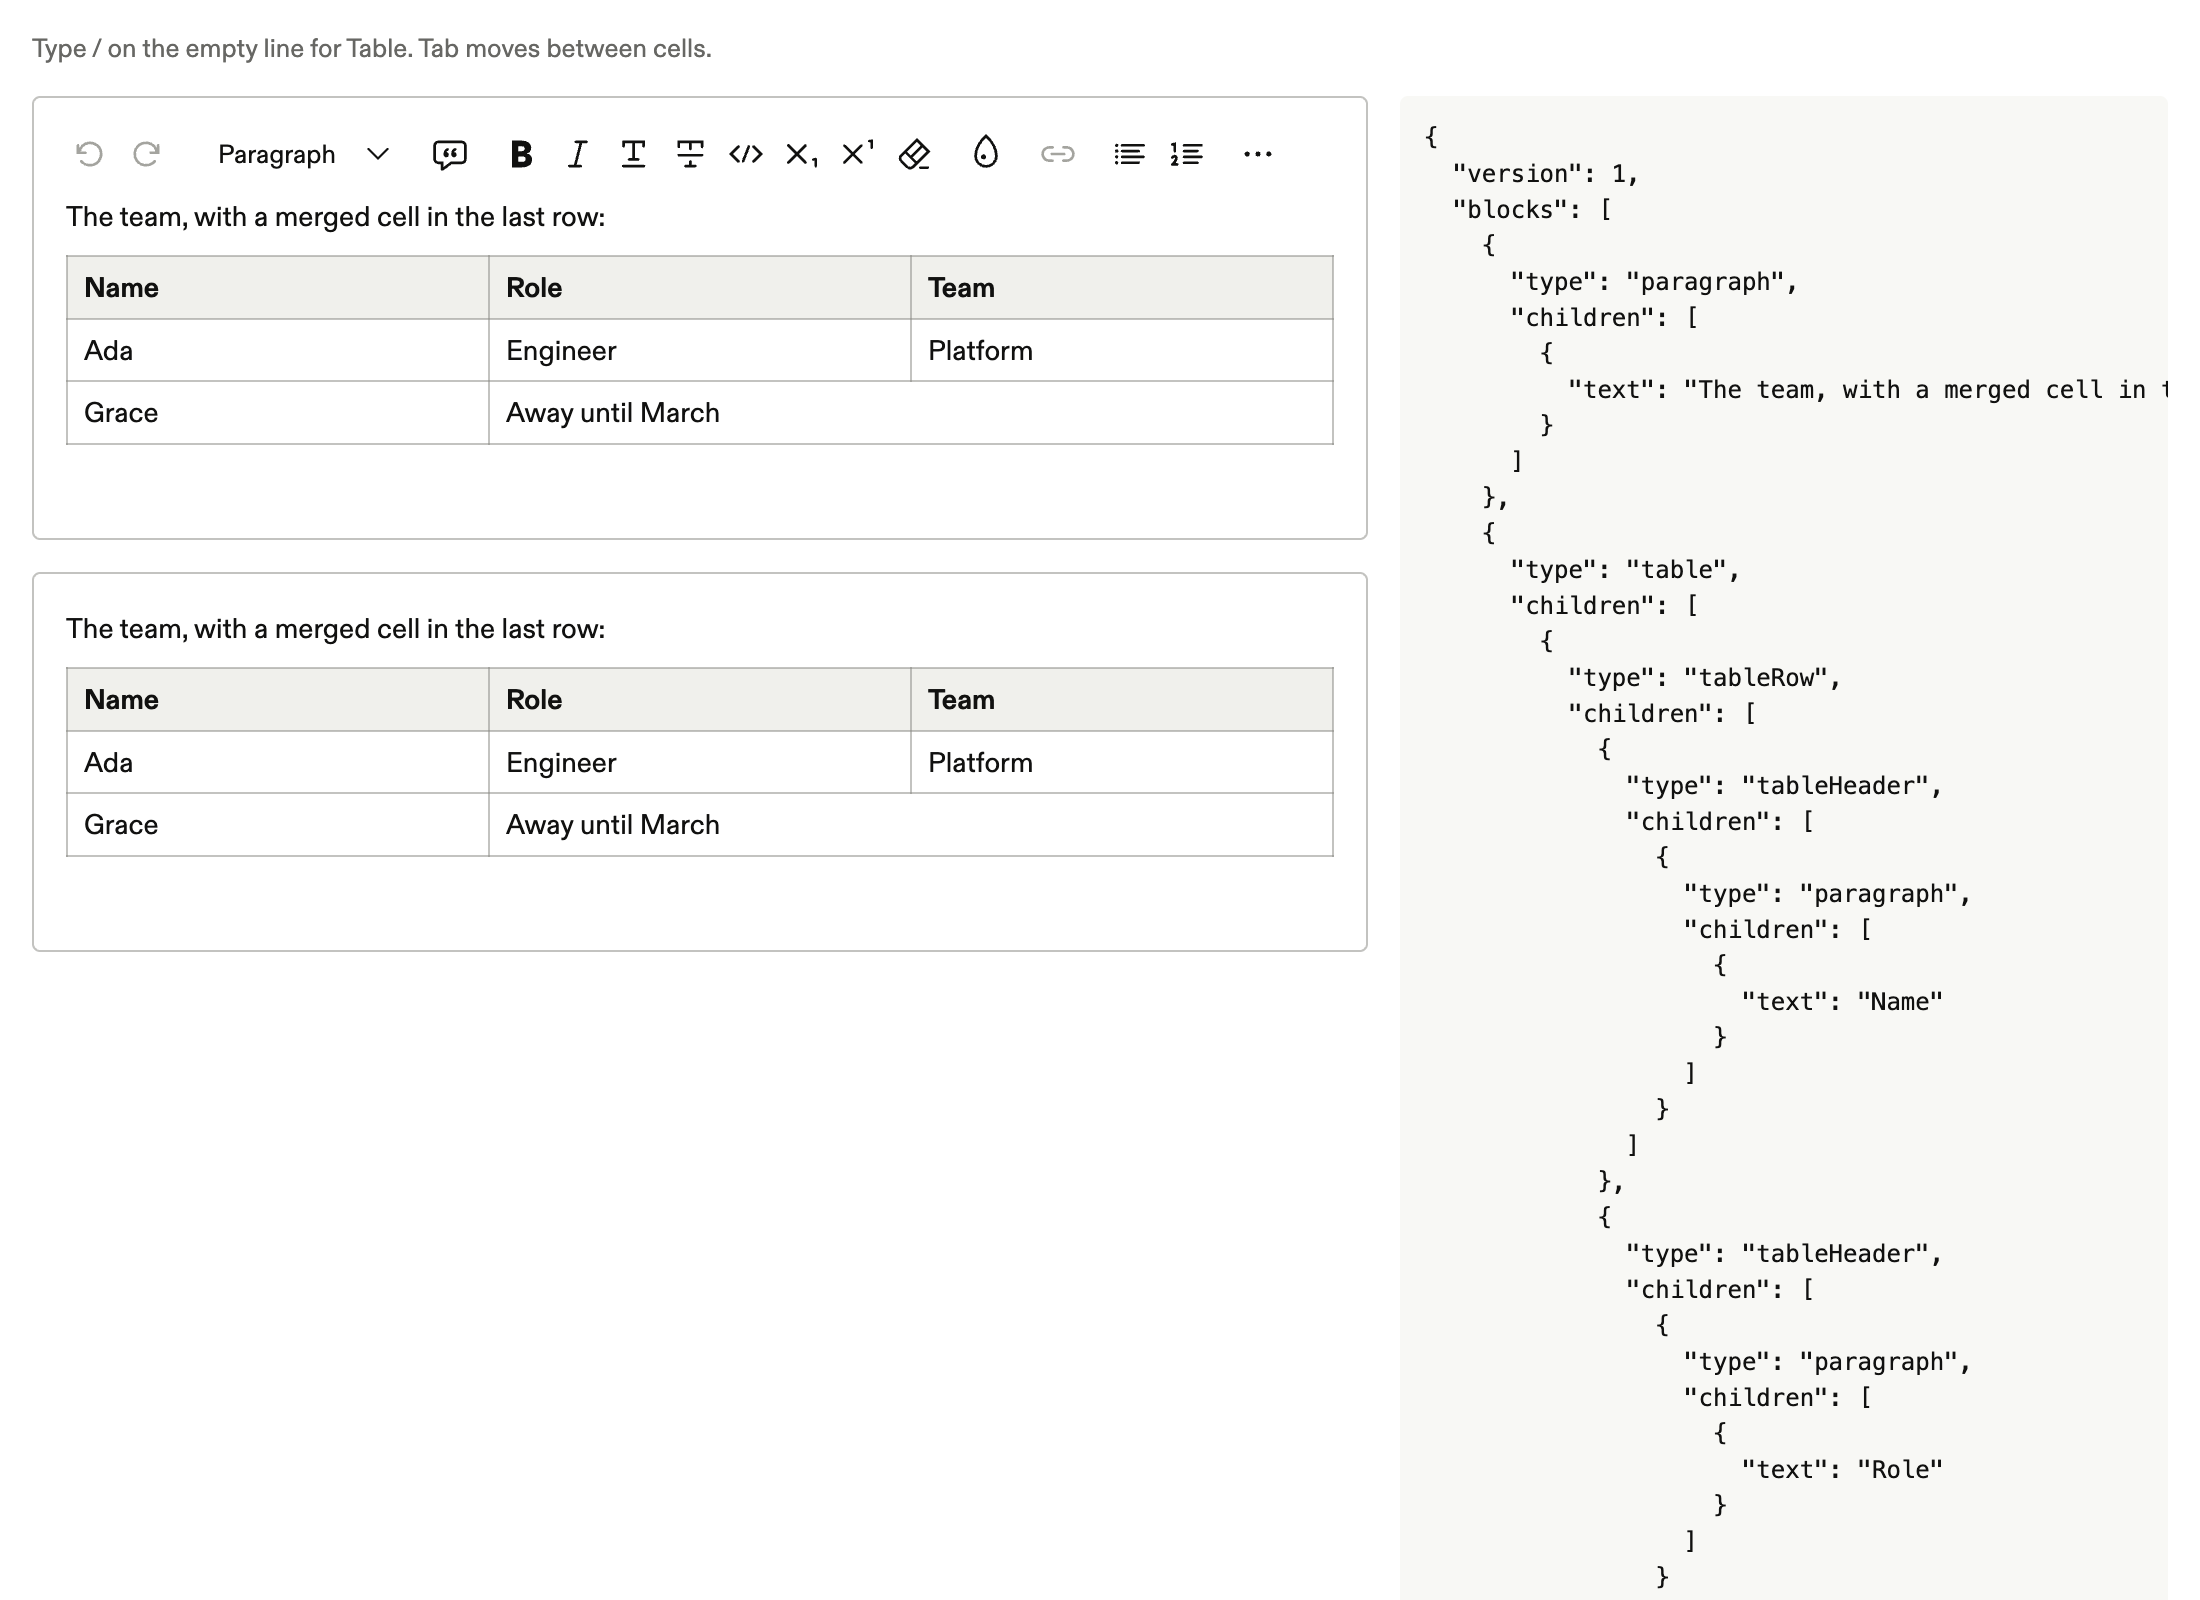 Type / on the empty line for Table. Tab moves between cells.
Paragraph
The team, with a merged cell in the last row:
Name Role Team
Ada Engineer Platform
Grace Away until March
The team, with a merged cell in the last row:
Name Role Team
Ada Engineer Platform
Grace Away until March
{
"version": 1,
"blocks": [
{
"type": "paragraph",
"children": [
{
"text": "The team, with a merged cell in
}
]
},
{
"type": "table",
"children": [
{
"type": "tableRow",
"children": [
{
"type": "tableHeader",
"children": [
{
"type": "paragraph",
"children": [
{
"text": "Name"
}
]
}
]
},
{
"type": "tableHeader",
"children": [
{
"type": "paragraph",
"children": [
{
"text": "Role"
}
]
}